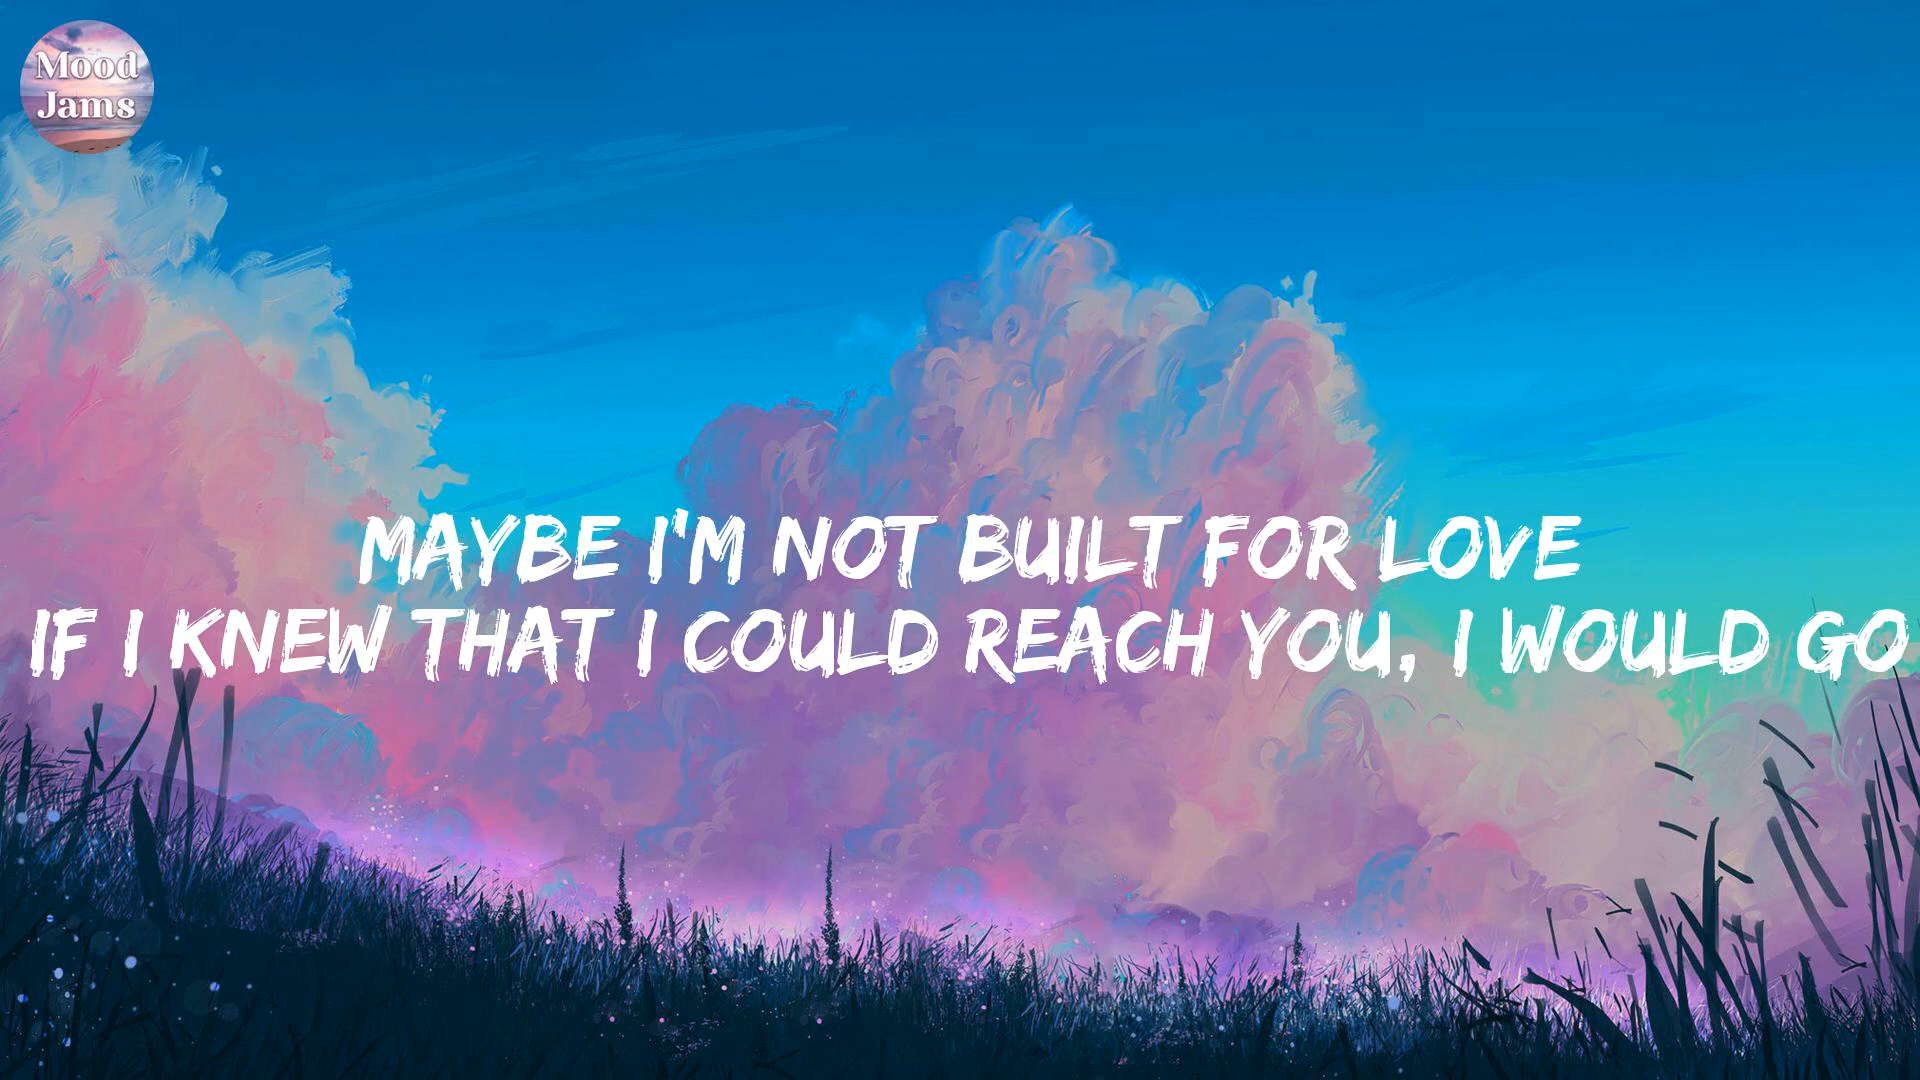 Mood
Jams
MAYBE I'M NOT BUILT FOR LOVE
IF I KNEW THAT I COULD REACH YOU, I WOULD GO